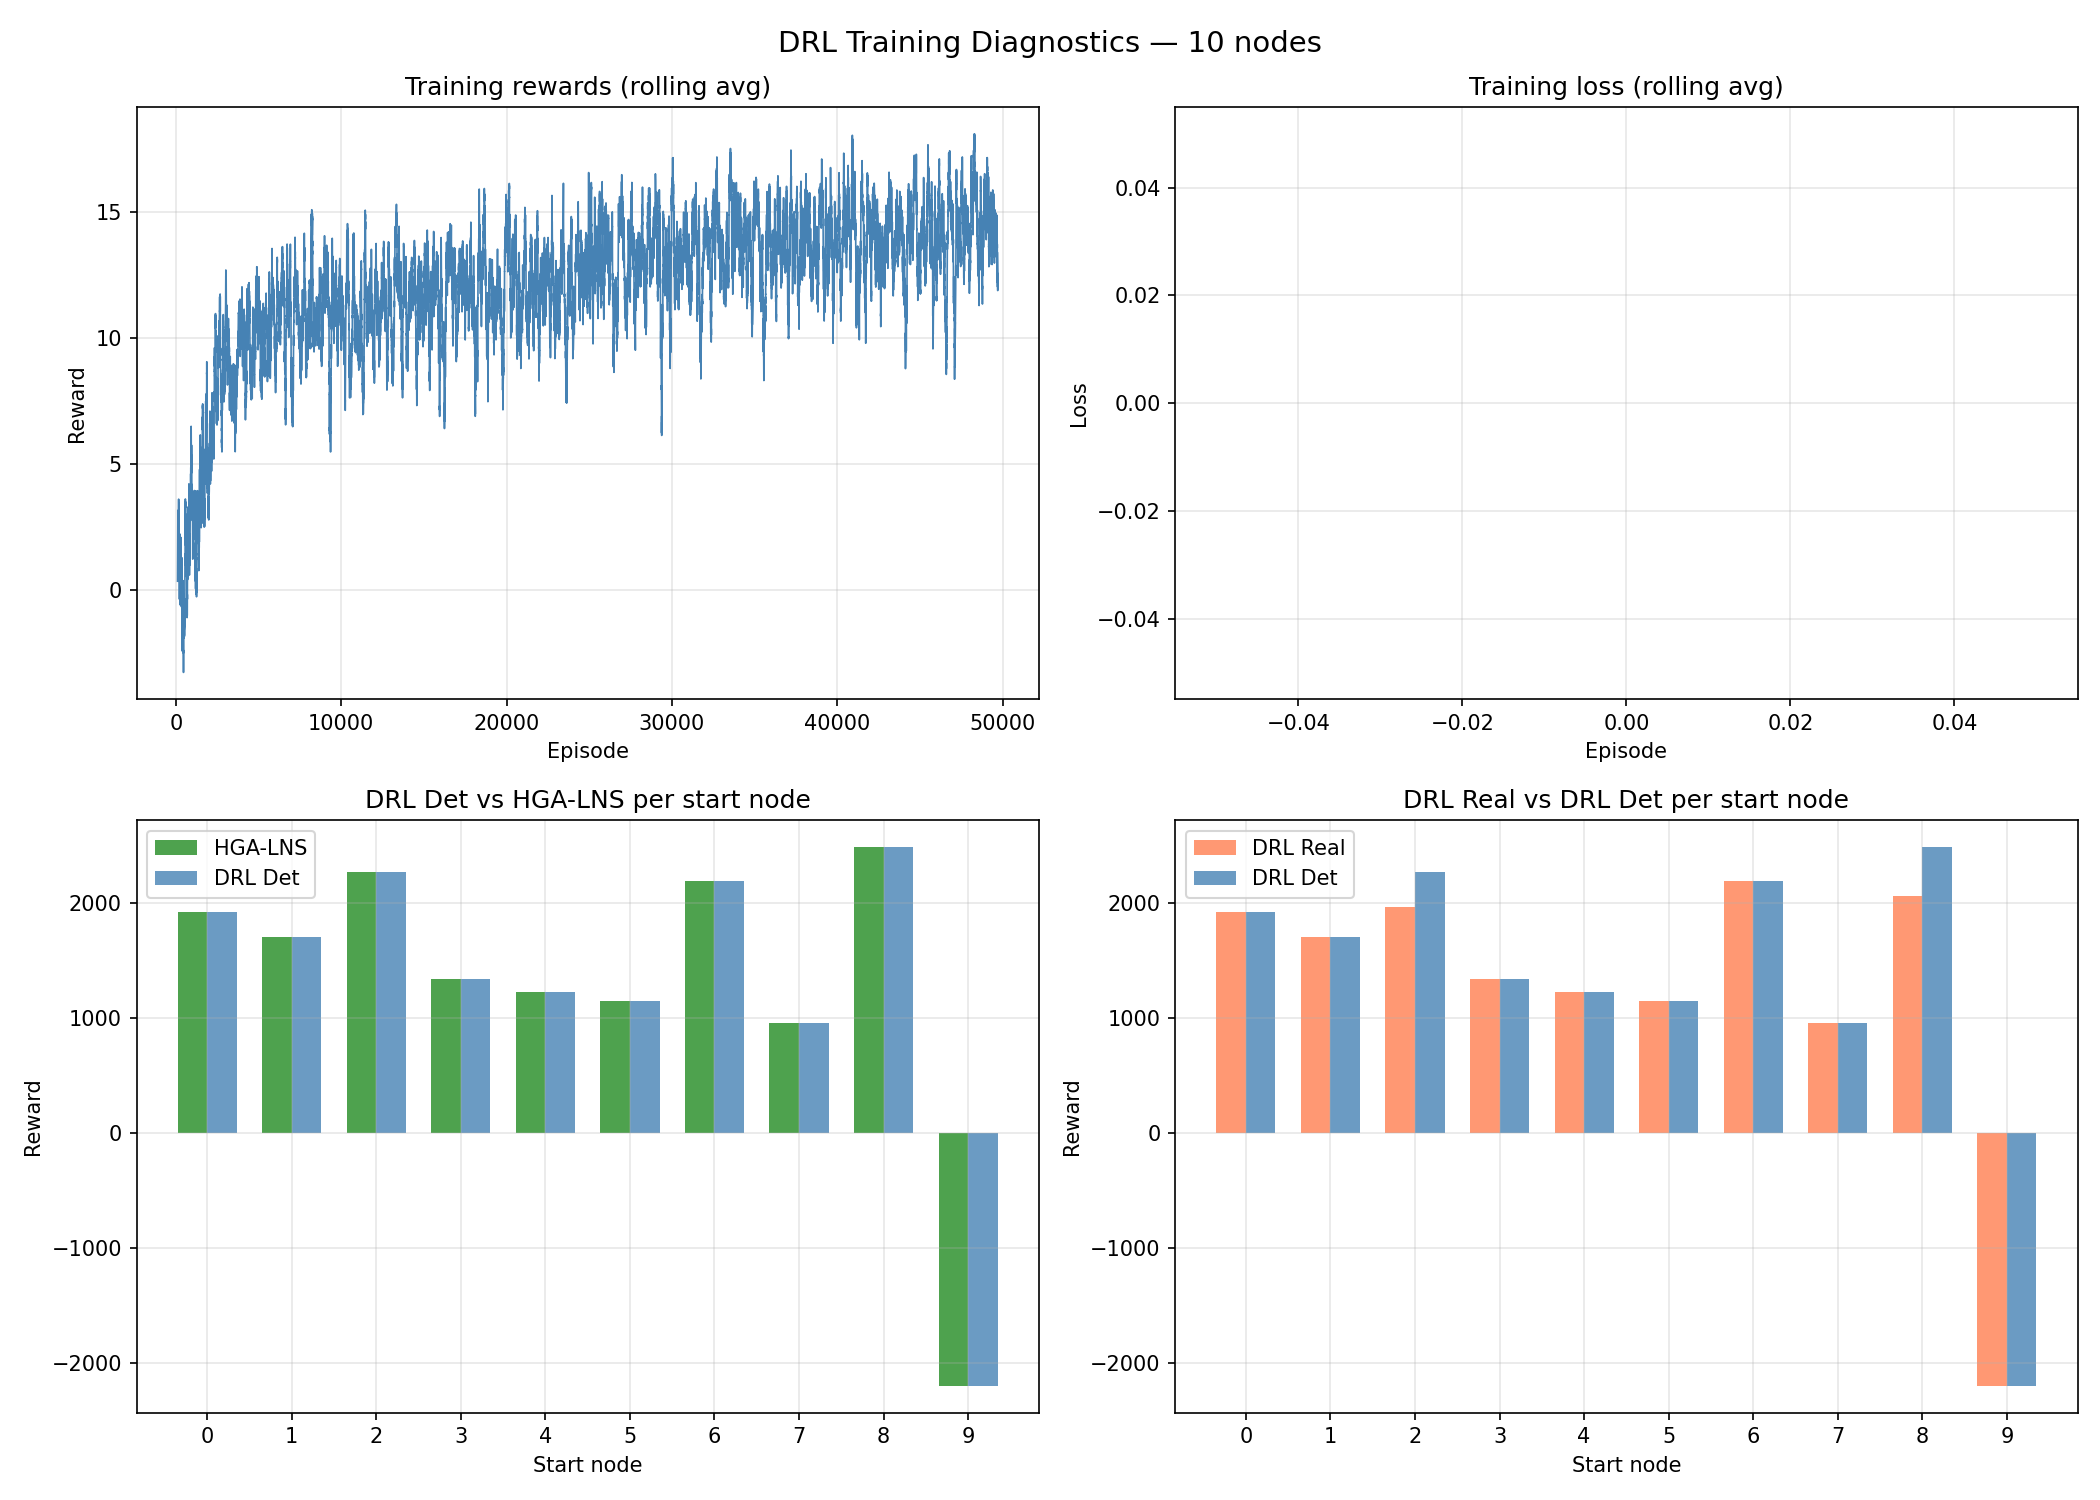 DRL Training Diagnostics — 10 nodes
Training rewards (rolling avg)
Reward
15
10
5
0
0 10000 20000 30000 40000 50000
Episode
Training loss (rolling avg)
Loss
0.04
0.02
0.00
−0.02
−0.04
−0.04 −0.02 0.00 0.02 0.04
Episode
DRL Det vs HGA-LNS per start node
HGA-LNS
DRL Det
Reward
2000
1000
0
−1000
−2000
0 1 2 3 4 5 6 7 8 9
Start node
DRL Real vs DRL Det per start node
DRL Real
DRL Det
Reward
2000
1000
0
−1000
−2000
0 1 2 3 4 5 6 7 8 9
Start node